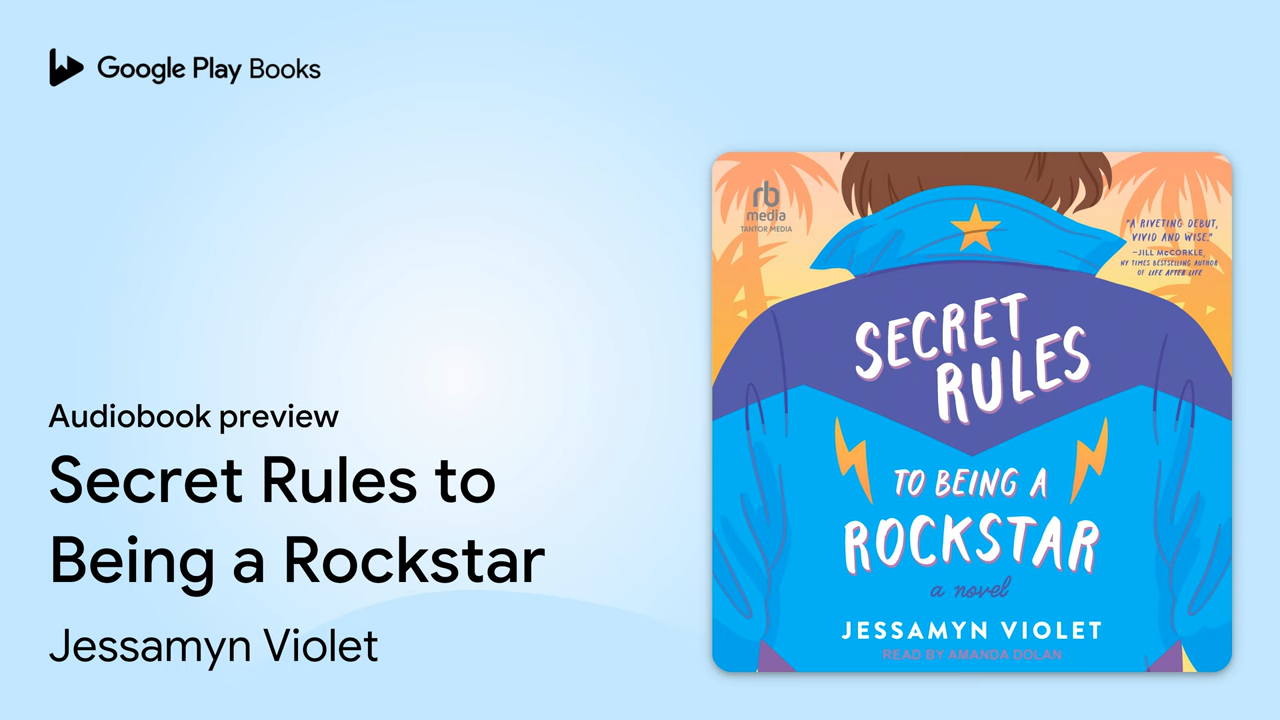 Google Play Books
Audiobook preview
Secret Rules to
Being a Rockstar
Jessamyn Violet
rb
media
TANTOR MEDIA
"A RIVETING DEBUT,
VIVID AND WISE."
—JILL McCORKLE,
NY TIMES BESTSELLING AUTHOR
OF LIFE AFTER LIFE
SECRET
RULES
TO BEING A
ROCKSTAR
a novel
JESSAMYN VIOLET
READ BY AMANDA DOLAN